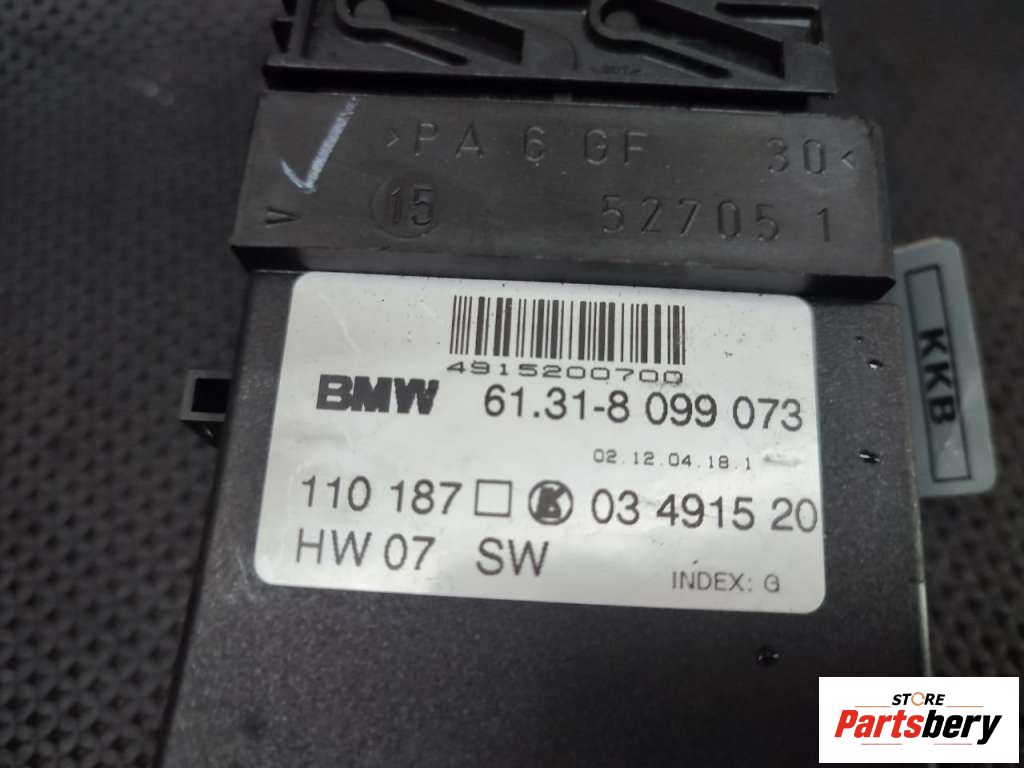 >PA 6 GF 30<
V 15 52705 1
4915200700
BMW 61.31-8 099 073
02.12.04.18.1
110 187 03 4915 20
HW 07 SW
INDEX: G
KKB
STORE
Partsbery